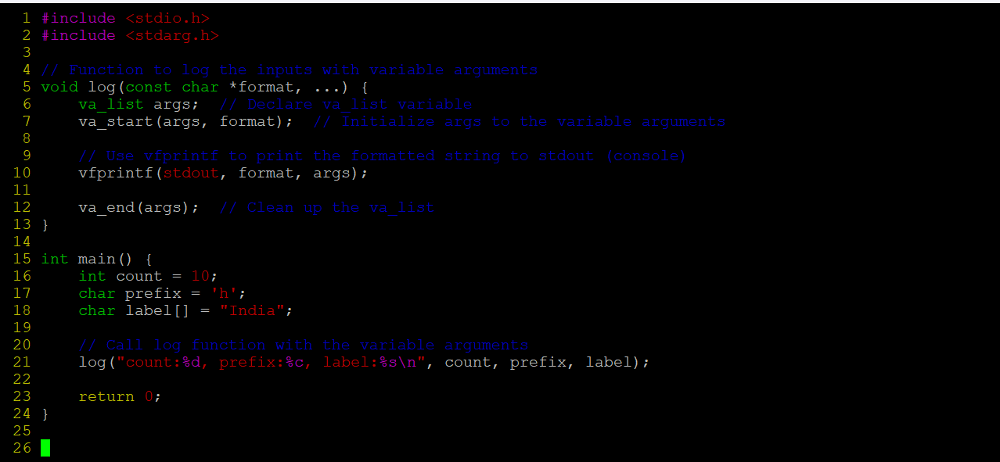 1 #include <stdio.h>
2 #include <stdarg.h>
3
4 // Function to log the inputs with variable arguments
5 void log(const char *format, ...) {
6     va_list args;  // Declare va_list variable
7     va_start(args, format);  // Initialize args to the variable arguments
8
9     // Use vfprintf to print the formatted string to stdout (console)
10     vfprintf(stdout, format, args);
11
12     va_end(args);  // Clean up the va_list
13 }
14
15 int main() {
16     int count = 10;
17     char prefix = 'h';
18     char label[] = "India";
19
20     // Call log function with the variable arguments
21     log("count:%d, prefix:%c, label:%s\n", count, prefix, label);
22
23     return 0;
24 }
25
26